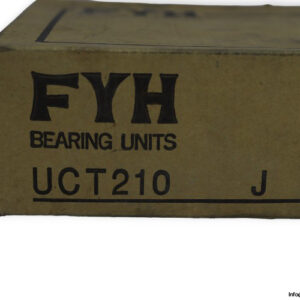 FYH
BEARING UNITS
UCT210 J